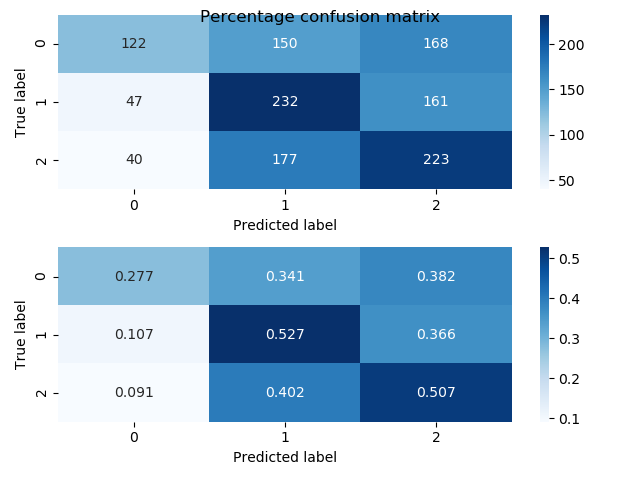 Percentage confusion matrix
True label
0 122 150 168
1 47 232 161
2 40 177 223
0 1 2
Predicted label
200
150
100
50
True label
0 0.277 0.341 0.382
1 0.107 0.527 0.366
2 0.091 0.402 0.507
0 1 2
Predicted label
0.5
0.4
0.3
0.2
0.1